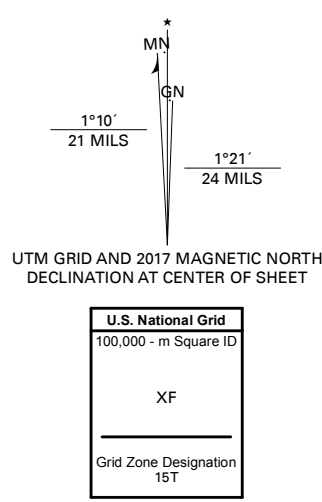 ★
MN
GN
1°10´
21 MILS
1°21´
24 MILS
UTM GRID AND 2017 MAGNETIC NORTH
DECLINATION AT CENTER OF SHEET
U.S. National Grid
100,000 - m Square ID
XF
Grid Zone Designation
15T